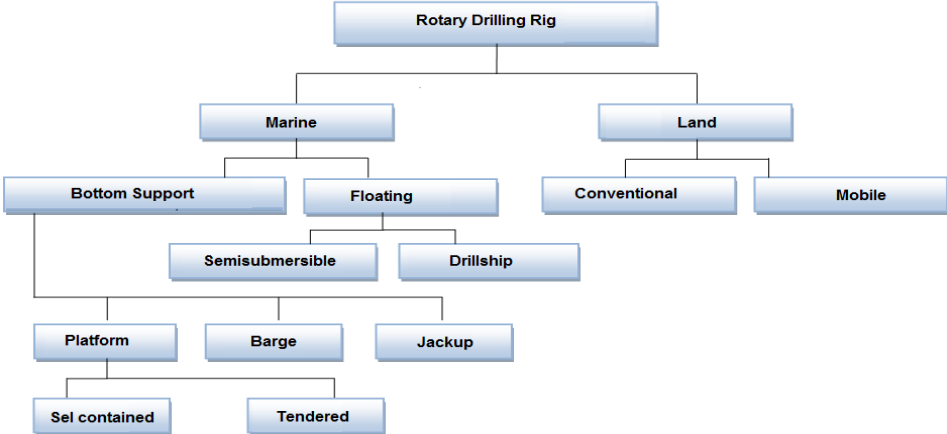 Rotary Drilling Rig
Marine
Land
Bottom Support
Floating
Conventional
Mobile
Semisubmersible
Drillship
Platform
Barge
Jackup
Sel contained
Tendered